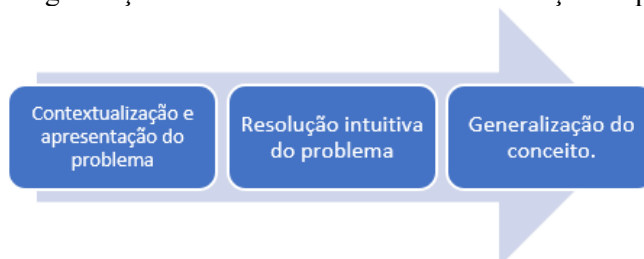 Contextualização e
apresentação do
problema
Resolução intuitiva
do problema
Generalização do
conceito.